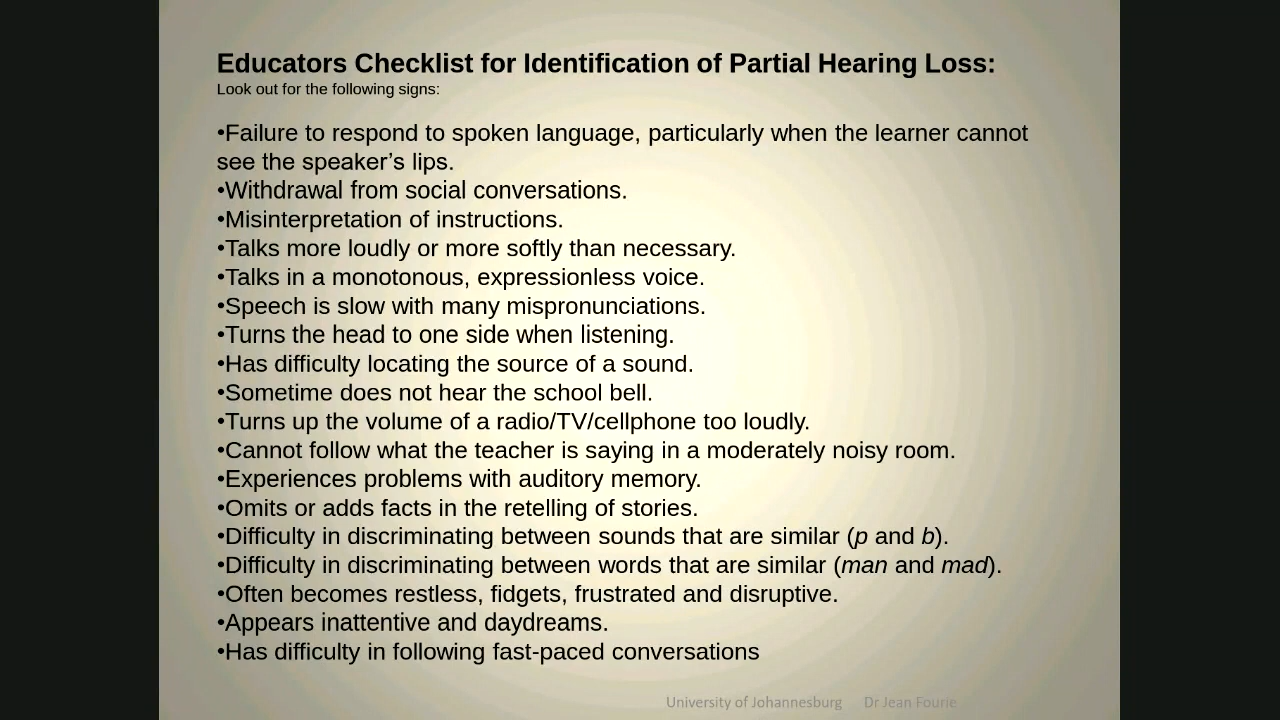 Educators Checklist for Identification of Partial Hearing Loss:
Look out for the following signs:
•Failure to respond to spoken language, particularly when the learner cannot
see the speaker’s lips.
•Withdrawal from social conversations.
•Misinterpretation of instructions.
•Talks more loudly or more softly than necessary.
•Talks in a monotonous, expressionless voice.
•Speech is slow with many mispronunciations.
•Turns the head to one side when listening.
•Has difficulty locating the source of a sound.
•Sometime does not hear the school bell.
•Turns up the volume of a radio/TV/cellphone too loudly.
•Cannot follow what the teacher is saying in a moderately noisy room.
•Experiences problems with auditory memory.
•Omits or adds facts in the retelling of stories.
•Difficulty in discriminating between sounds that are similar (p and b).
•Difficulty in discriminating between words that are similar (man and mad).
•Often becomes restless, fidgets, frustrated and disruptive.
•Appears inattentive and daydreams.
•Has difficulty in following fast-paced conversations
University of Johannesburg Dr Jean Fourie